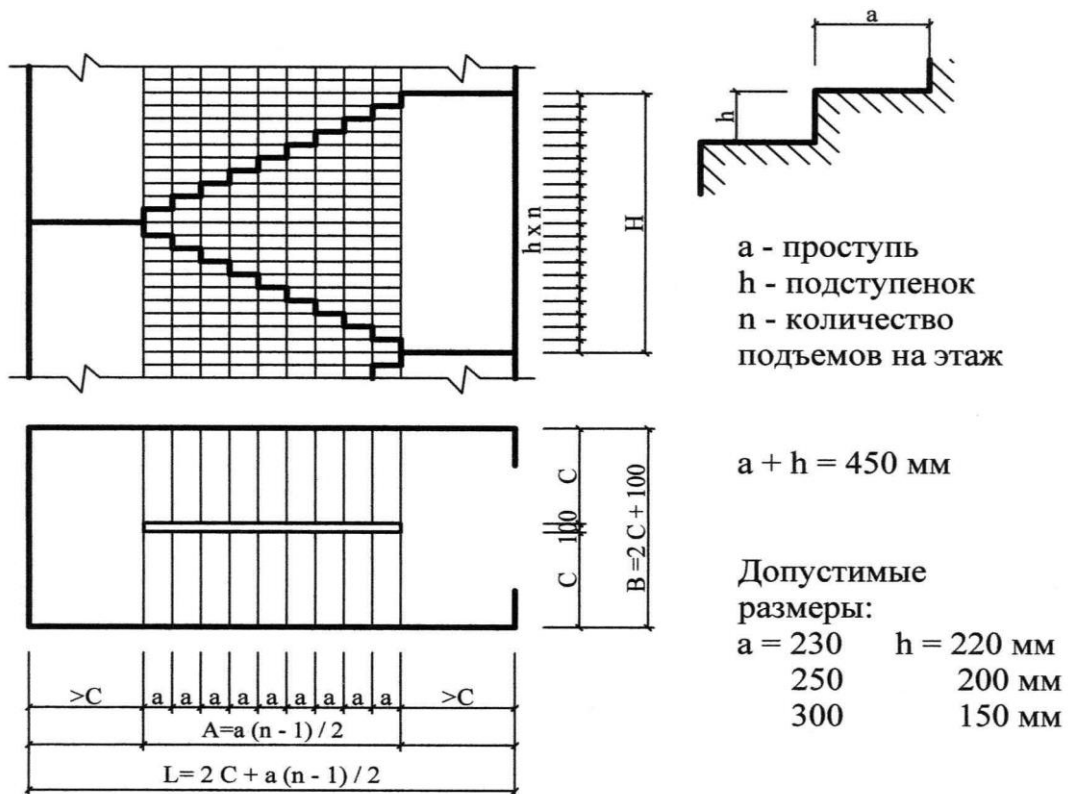 a
h
h x n
H
a - проступь
h - подступенок
n - количество
подъемов на этаж
a + h = 450 мм
C
100
C
B =2 C + 100
Допустимые
размеры:
a = 230 h = 220 мм
250 200 мм
300 150 мм
>C a a a a a a a a a >C
A=a (n - 1) / 2
L= 2 C + a (n - 1) / 2